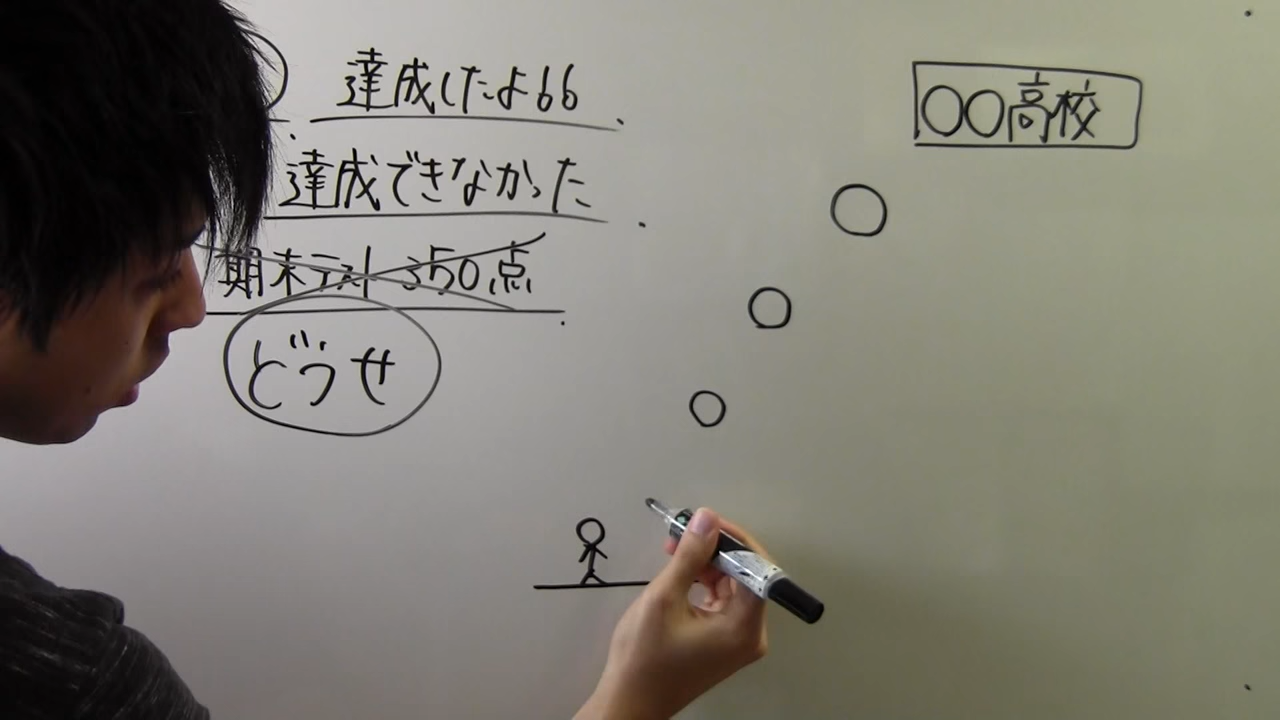 達成したよ66
達成できなかった
期末テスト 350点
どうせ
○○高校